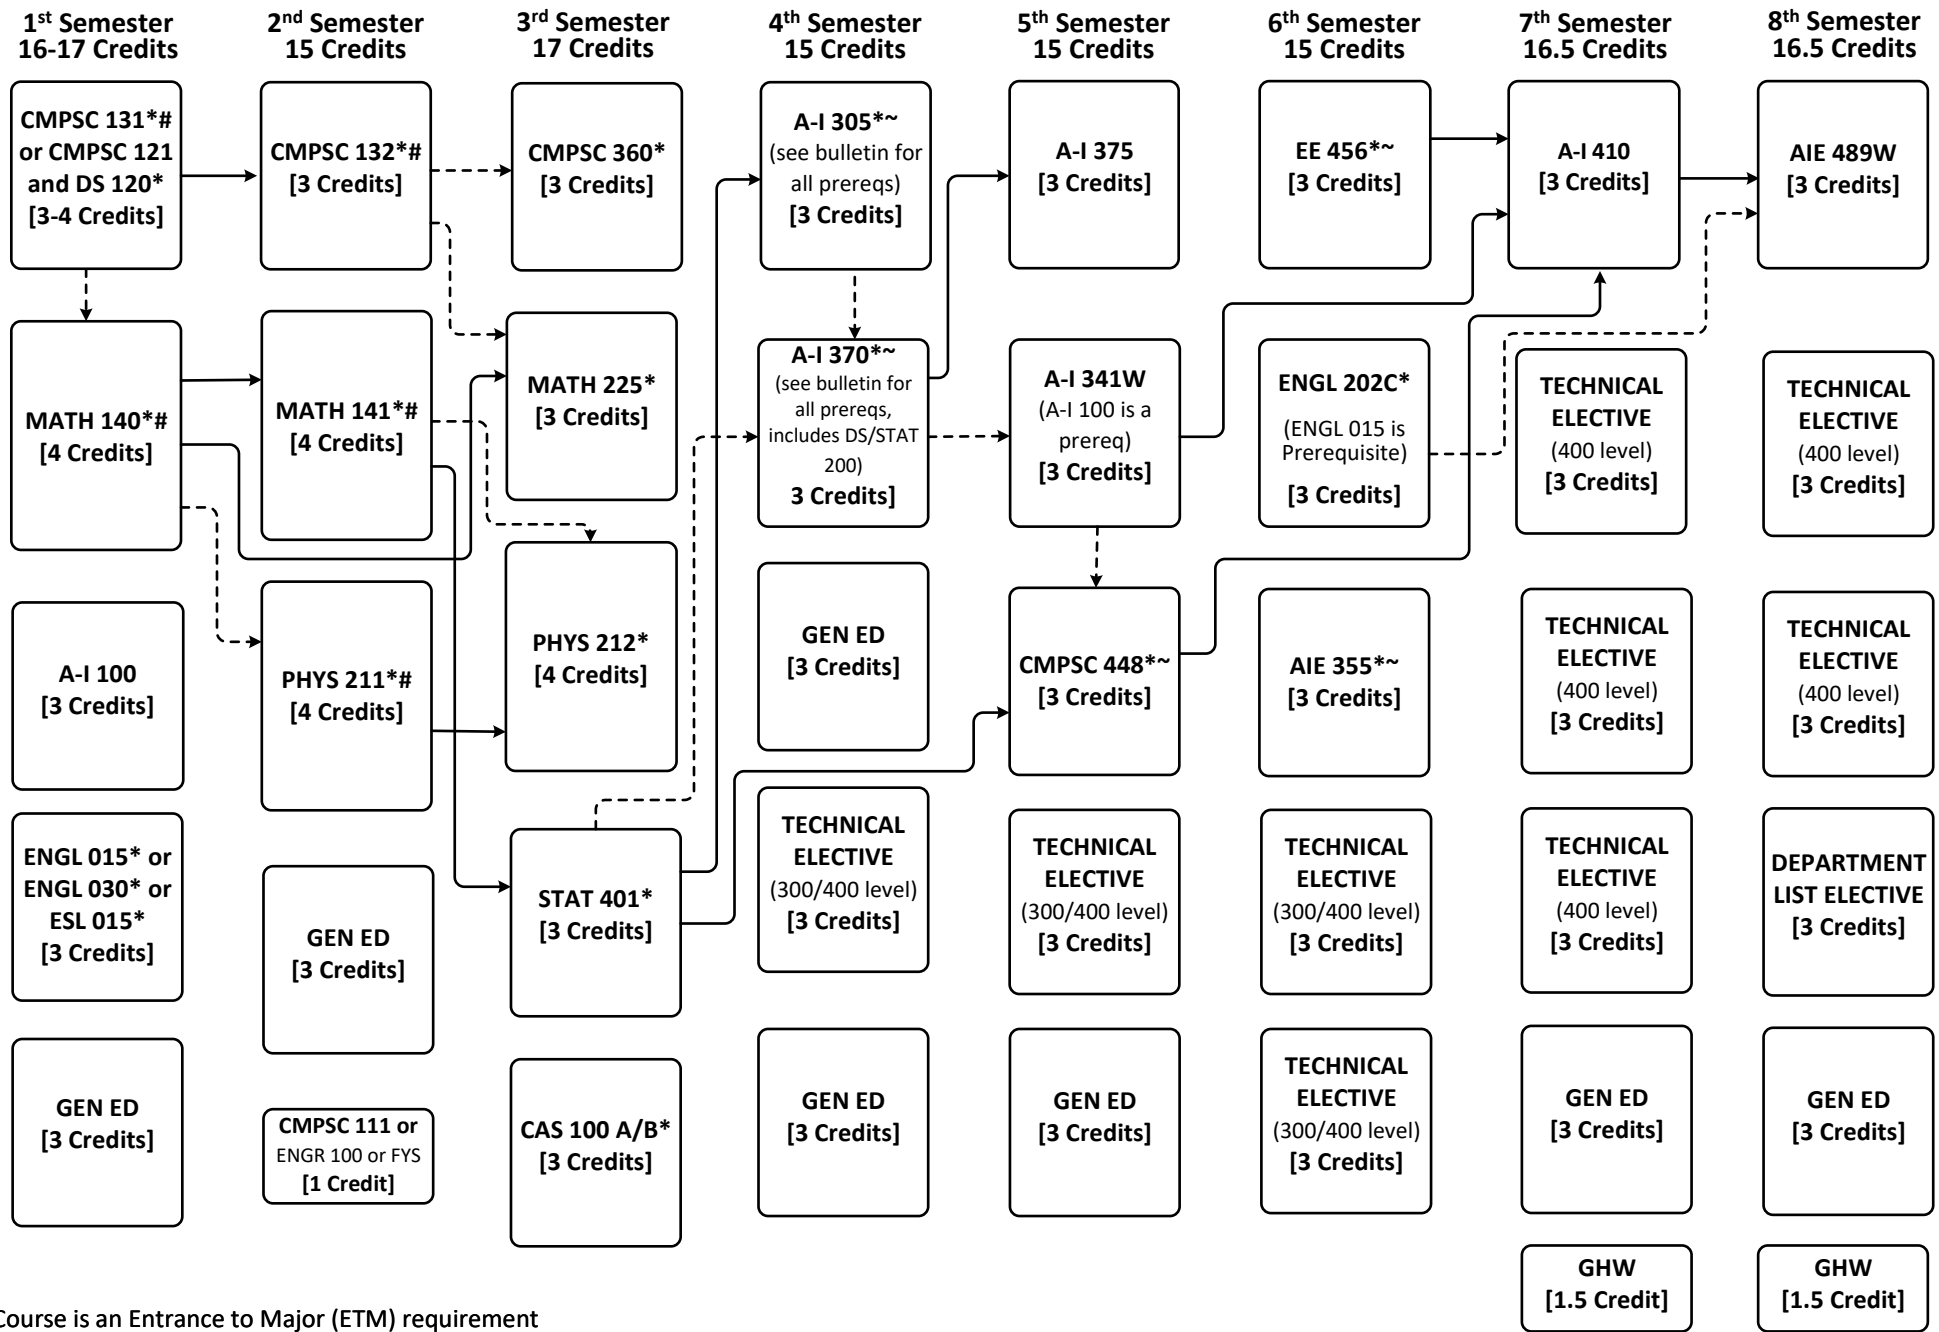 1st Semester
16-17 Credits
2nd Semester
15 Credits
3rd Semester
17 Credits
4th Semester
15 Credits
5th Semester
15 Credits
6th Semester
15 Credits
7th Semester
16.5 Credits
8th Semester
16.5 Credits
CMPSC 131*#
or CMPSC 121
and DS 120*
[3-4 Credits]
CMPSC 132*#
[3 Credits]
CMPSC 360*
[3 Credits]
A-I 305*~
(see bulletin for
all prereqs)
[3 Credits]
A-I 375
[3 Credits]
EE 456*~
[3 Credits]
A-I 410
[3 Credits]
AIE 489W
[3 Credits]
MATH 140*#
[4 Credits]
MATH 141*#
[4 Credits]
MATH 225*
[3 Credits]
A-I 370*~
(see bulletin for
all prereqs,
includes DS/STAT
200)
3 Credits]
A-I 341W
(A-I 100 is a
prereq)
[3 Credits]
ENGL 202C*
(ENGL 015 is
Prerequisite)
[3 Credits]
TECHNICAL
ELECTIVE
(400 level)
[3 Credits]
TECHNICAL
ELECTIVE
(400 level)
[3 Credits]
A-I 100
[3 Credits]
PHYS 211*#
[4 Credits]
PHYS 212*
[4 Credits]
GEN ED
[3 Credits]
CMPSC 448*~
[3 Credits]
AIE 355*~
[3 Credits]
TECHNICAL
ELECTIVE
(400 level)
[3 Credits]
TECHNICAL
ELECTIVE
(400 level)
[3 Credits]
ENGL 015* or
ENGL 030* or
ESL 015*
[3 Credits]
GEN ED
[3 Credits]
STAT 401*
[3 Credits]
TECHNICAL
ELECTIVE
(300/400 level)
[3 Credits]
TECHNICAL
ELECTIVE
(300/400 level)
[3 Credits]
TECHNICAL
ELECTIVE
(300/400 level)
[3 Credits]
TECHNICAL
ELECTIVE
(400 level)
[3 Credits]
DEPARTMENT
LIST ELECTIVE
[3 Credits]
GEN ED
[3 Credits]
CMPSC 111 or
ENGR 100 or FYS
[1 Credit]
CAS 100 A/B*
[3 Credits]
GEN ED
[3 Credits]
GEN ED
[3 Credits]
TECHNICAL
ELECTIVE
(300/400 level)
[3 Credits]
GEN ED
[3 Credits]
GEN ED
[3 Credits]
GHW
[1.5 Credit]
GHW
[1.5 Credit]
Course is an Entrance to Major (ETM) requirement